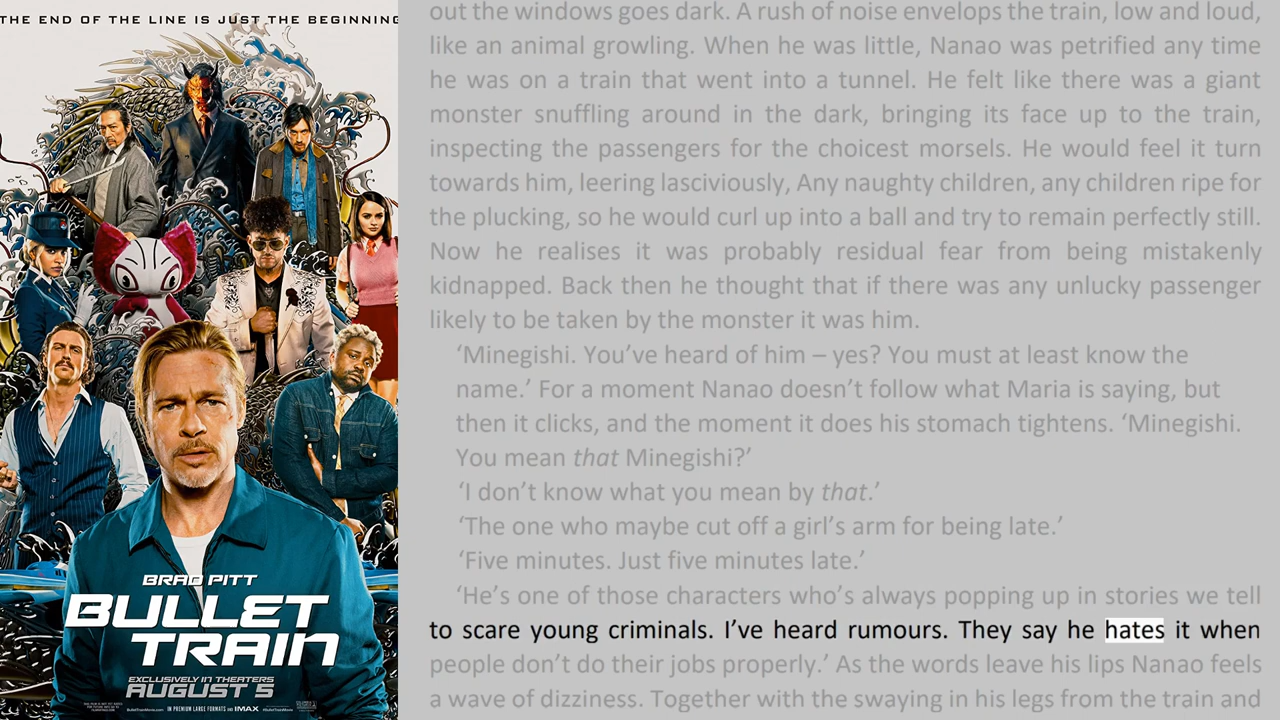 THE END OF THE LINE IS JUST THE BEGINNING
BRAD PITT
BULLET
TRAIN
EXCLUSIVELY IN THEATERS
AUGUST 5
IN PREMIUM LARGE FORMATS AND IMAX
out the windows goes dark. A rush of noise envelops the train, low and loud,
like an animal growling. When he was little, Nanao was petrified any time
he was on a train that went into a tunnel. He felt like there was a giant
monster snuffling around in the dark, bringing its face up to the train,
inspecting the passengers for the choicest morsels. He would feel it turn
towards him, leering lasciviously, Any naughty children, any children ripe for
the plucking, so he would curl up into a ball and try to remain perfectly still.
Now he realises it was probably residual fear from being mistakenly
kidnapped. Back then he thought that if there was any unlucky passenger
likely to be taken by the monster it was him.
‘Minegishi. You’ve heard of him – yes? You must at least know the
name.’ For a moment Nanao doesn’t follow what Maria is saying, but
then it clicks, and the moment it does his stomach tightens. ‘Minegishi.
You mean that Minegishi?’
‘I don’t know what you mean by that.’
‘The one who maybe cut off a girl’s arm for being late.’
‘Five minutes. Just five minutes late.’
‘He’s one of those characters who’s always popping up in stories we tell
to scare young criminals. I’ve heard rumours. They say he hates it when
people don’t do their jobs properly.’ As the words leave his lips Nanao feels
a wave of dizziness. Together with the swaying in the legs from the train and